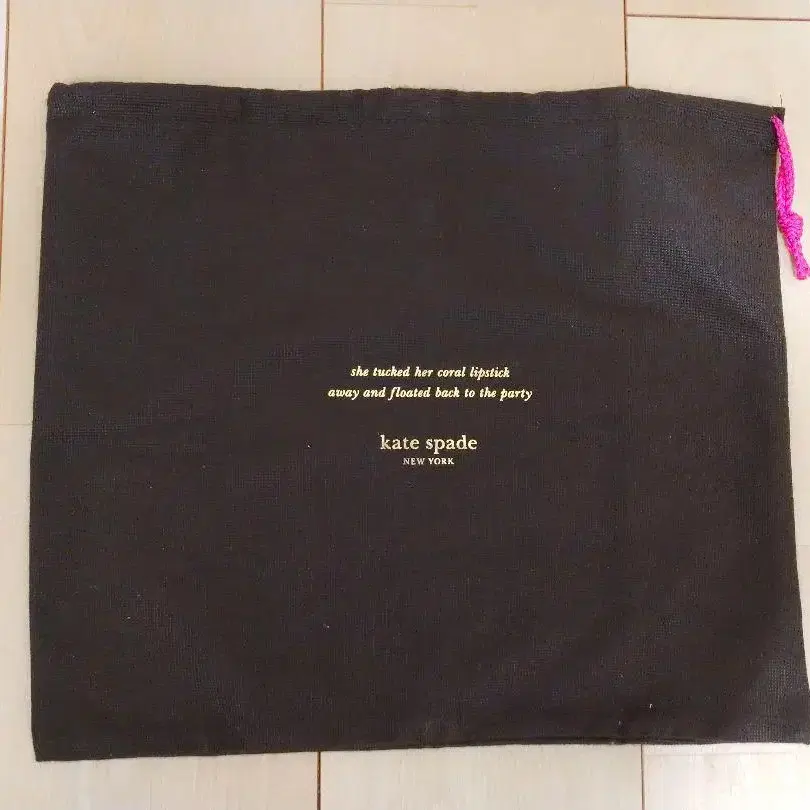 she tucked her coral lipstick
away and floated back to the party
kate spade
NEW YORK